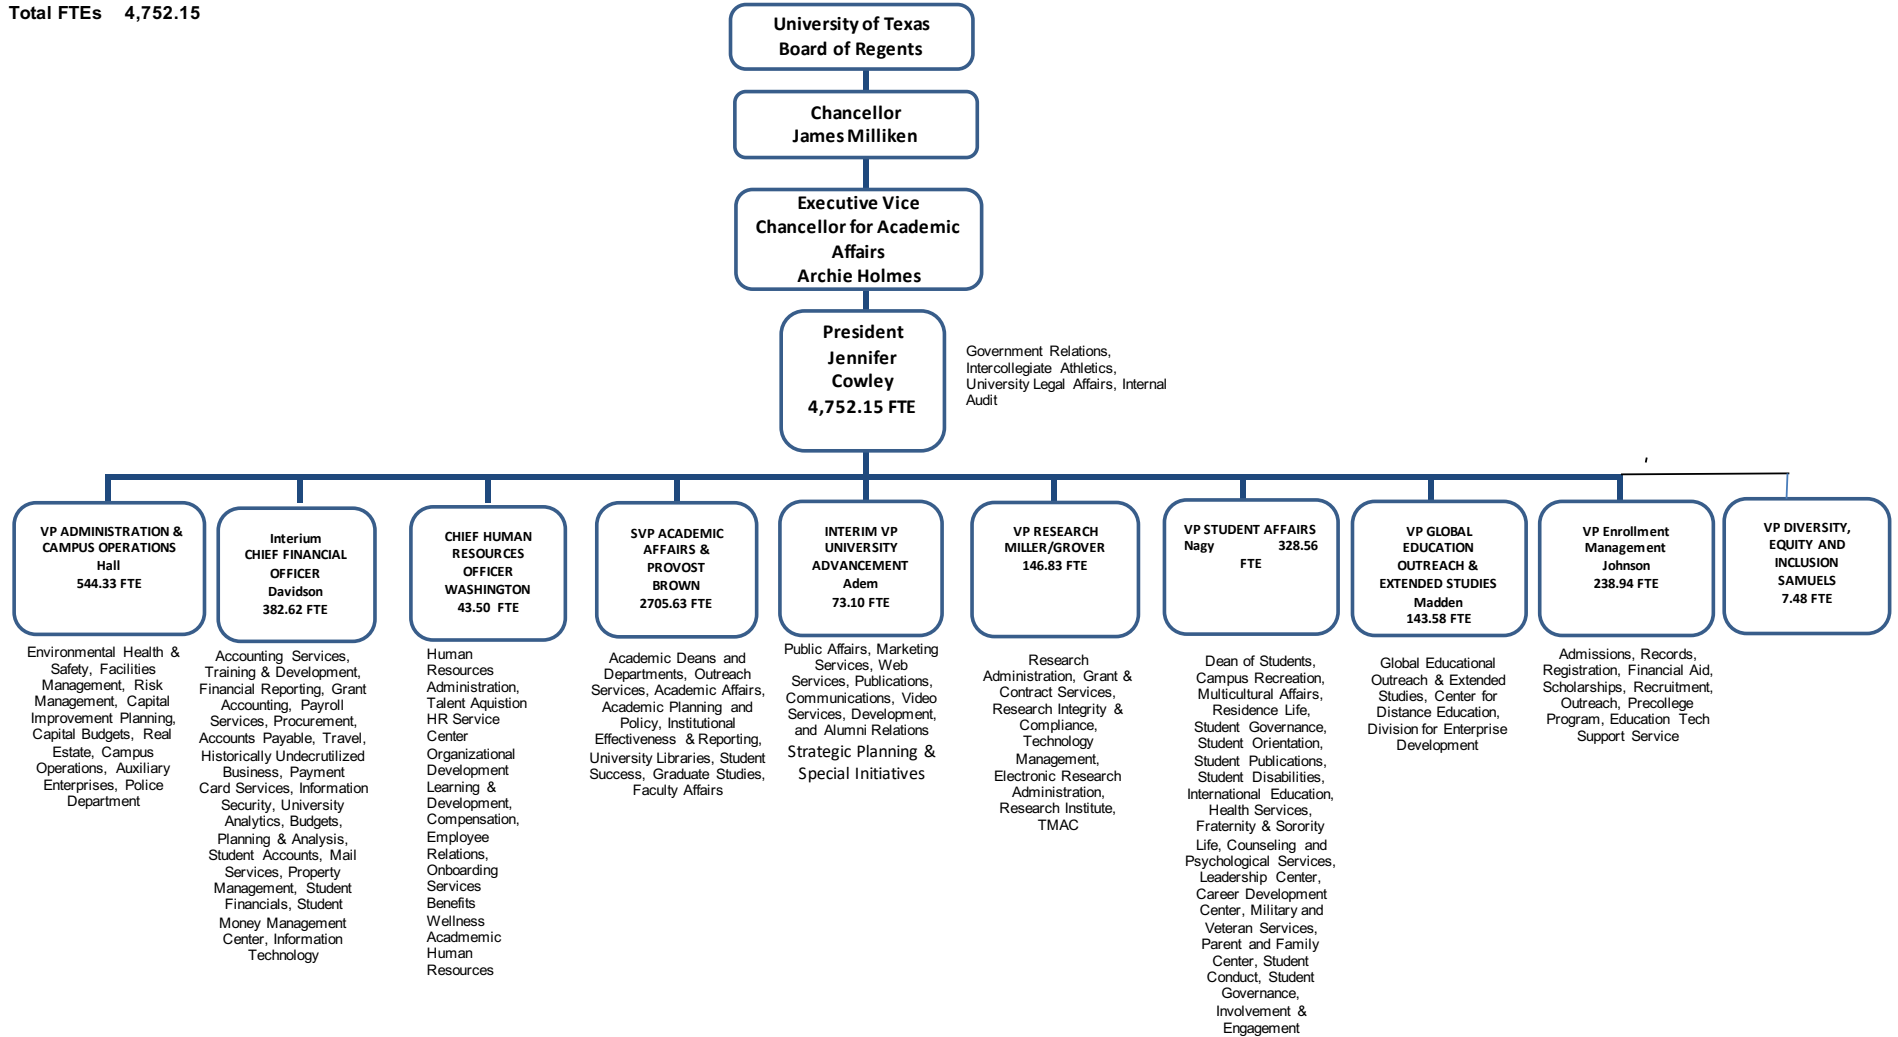 Total FTEs 4,752.15
University of Texas
Board of Regents
Chancellor
James Milliken
Executive Vice
Chancellor for Academic
Affairs
Archie Holmes
President
Jennifer
Cowley
4,752.15 FTE
Government Relations,
Intercollegiate Athletics,
University Legal Affairs, Internal
Audit
VP ADMINISTRATION &
CAMPUS OPERATIONS
Hall
544.33 FTE
Environmental Health &
Safety, Facilities
Management, Risk
Management, Capital
Improvement Planning,
Capital Budgets, Real
Estate, Campus
Operations, Auxiliary
Enterprises, Police
Department
Interium
CHIEF FINANCIAL
OFFICER
Davidson
382.62 FTE
Accounting Services,
Training & Development,
Financial Reporting, Grant
Accounting, Payroll
Services, Procurement,
Accounts Payable, Travel,
Historically Undecrutilized
Business, Payment
Card Services, Information
Security, University
Analytics, Budgets,
Planning & Analysis,
Student Accounts, Mail
Services, Property
Management, Student
Financials, Student
Money Management
Center, Information
Technology
CHIEF HUMAN
RESOURCES
OFFICER
WASHINGTON
43.50 FTE
Human
Resources
Administration,
Talent Aquistion
HR Service
Center
Organizational
Development
Learning &
Development,
Compensation,
Employee
Relations,
Onboarding
Services
Benefits
Wellness
Acadmemic
Human
Resources
SVP ACADEMIC
AFFAIRS &
PROVOST
BROWN
2705.63 FTE
Academic Deans and
Departments, Outreach
Services, Academic Affairs,
Academic Planning and
Policy, Institutional
Effectiveness & Reporting,
University Libraries, Student
Success, Graduate Studies,
Faculty Affairs
INTERIM VP
UNIVERSITY
ADVANCEMENT
Adem
73.10 FTE
Public Affairs, Marketing
Services, Web
Services, Publications,
Communications, Video
Services, Development,
and Alumni Relations
Strategic Planning &
Special Initiatives
VP RESEARCH
MILLER/GROVER
146.83 FTE
Research
Administration, Grant &
Contract Services,
Research Integrity &
Compliance,
Technology
Management,
Electronic Research
Administration,
Research Institute,
TMAC
VP STUDENT AFFAIRS
Nagy 328.56
FTE
Dean of Students,
Campus Recreation,
Multicultural Affairs,
Residence Life,
Student Governance,
Student Orientation,
Student Publications,
Student Disabilities,
International Education,
Health Services,
Fraternity & Sorority
Life, Counseling and
Psychological Services,
Leadership Center,
Career Development
Center, Military and
Veteran Services,
Parent and Family
Center, Student
Conduct, Student
Governance,
Involvement &
Engagement
VP GLOBAL
EDUCATION
OUTREACH &
EXTENDED STUDIES
Madden
143.58 FTE
Global Educational
Outreach & Extended
Studies, Center for
Distance Education,
Division for Enterprise
Development
VP Enrollment
Management
Johnson
238.94 FTE
Admissions, Records,
Registration, Financial Aid,
Scholarships, Recruitment,
Outreach, Precollege
Program, Education Tech
Support Service
VP DIVERSITY,
EQUITY AND
INCLUSION
SAMUELS
7.48 FTE